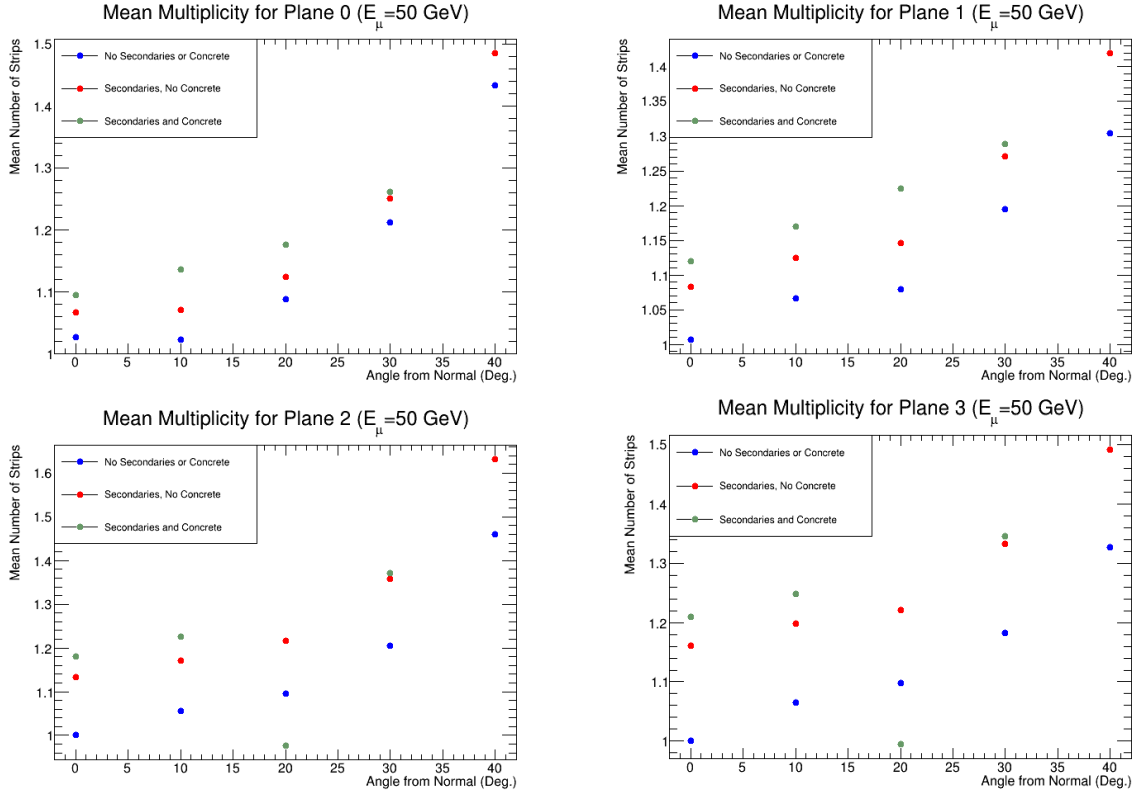 Mean Multiplicity for Plane 0 (Eμ=50 GeV)
Mean Number of Strips
No Secondaries or Concrete
Secondaries, No Concrete
Secondaries and Concrete
1.5
1.4
1.3
1.2
1.1
1
0 5 10 15 20 25 30 35 40
Angle from Normal (Deg.)
Mean Multiplicity for Plane 1 (Eμ=50 GeV)
Mean Number of Strips
No Secondaries or Concrete
Secondaries, No Concrete
Secondaries and Concrete
1.4
1.35
1.3
1.25
1.2
1.15
1.1
1.05
1
0 5 10 15 20 25 30 35 40
Angle from Normal (Deg.)
Mean Multiplicity for Plane 2 (Eμ=50 GeV)
Mean Number of Strips
No Secondaries or Concrete
Secondaries, No Concrete
Secondaries and Concrete
1.6
1.5
1.4
1.3
1.2
1.1
1
0 5 10 15 20 25 30 35 40
Angle from Normal (Deg.)
Mean Multiplicity for Plane 3 (Eμ=50 GeV)
Mean Number of Strips
No Secondaries or Concrete
Secondaries, No Concrete
Secondaries and Concrete
1.5
1.4
1.3
1.2
1.1
1
0 5 10 15 20 25 30 35 40
Angle from Normal (Deg.)